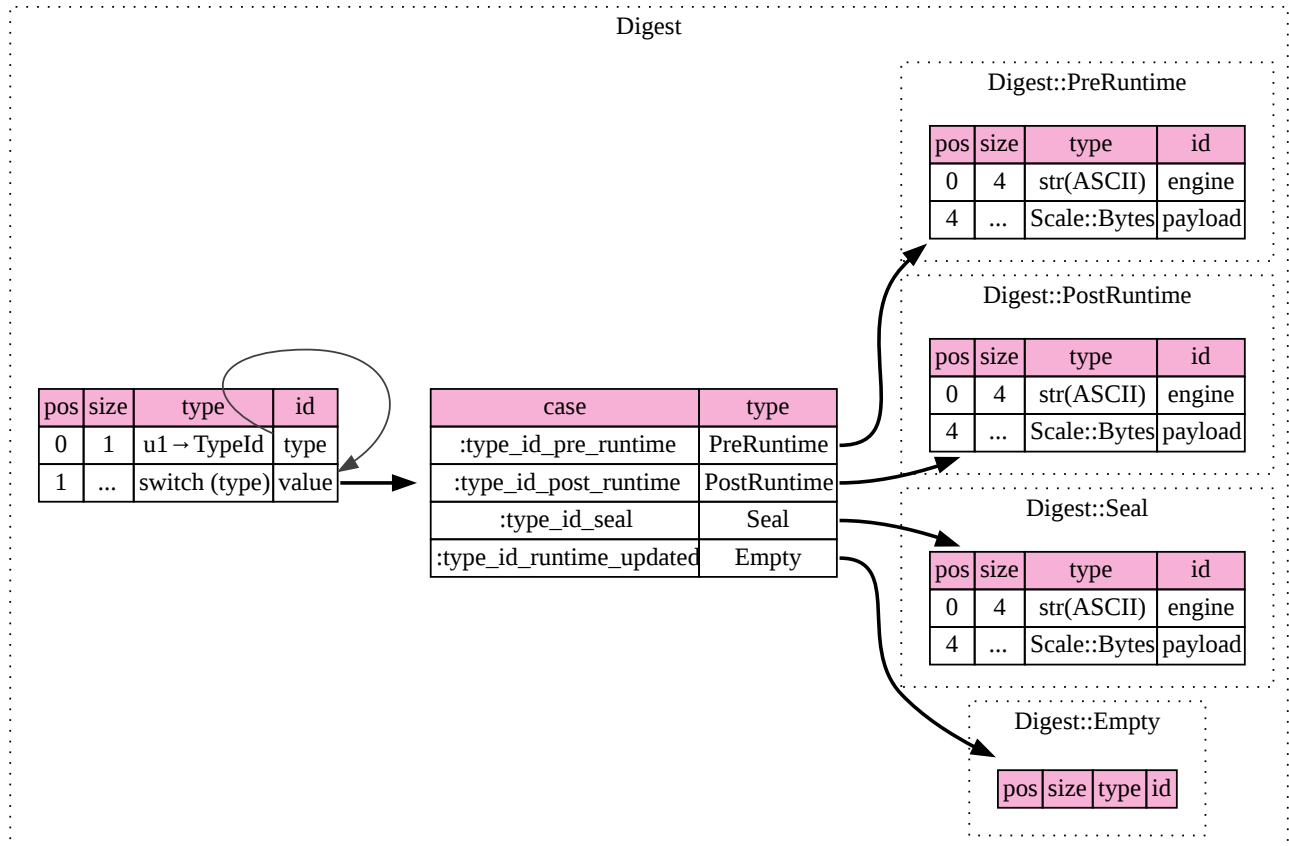 Digest
Digest::PreRuntime
pos size type id
0 4 str(ASCII) engine
4 ... Scale::Bytes payload
Digest::PostRuntime
pos size type id
0 4 str(ASCII) engine
4 ... Scale::Bytes payload
pos size type id
0 1 u1→TypeId type
1 ... switch (type) value
case type
:type_id_pre_runtime PreRuntime
:type_id_post_runtime PostRuntime
:type_id_seal Seal
:type_id_runtime_updated Empty
Digest::Seal
pos size type id
0 4 str(ASCII) engine
4 ... Scale::Bytes payload
Digest::Empty
pos size type id